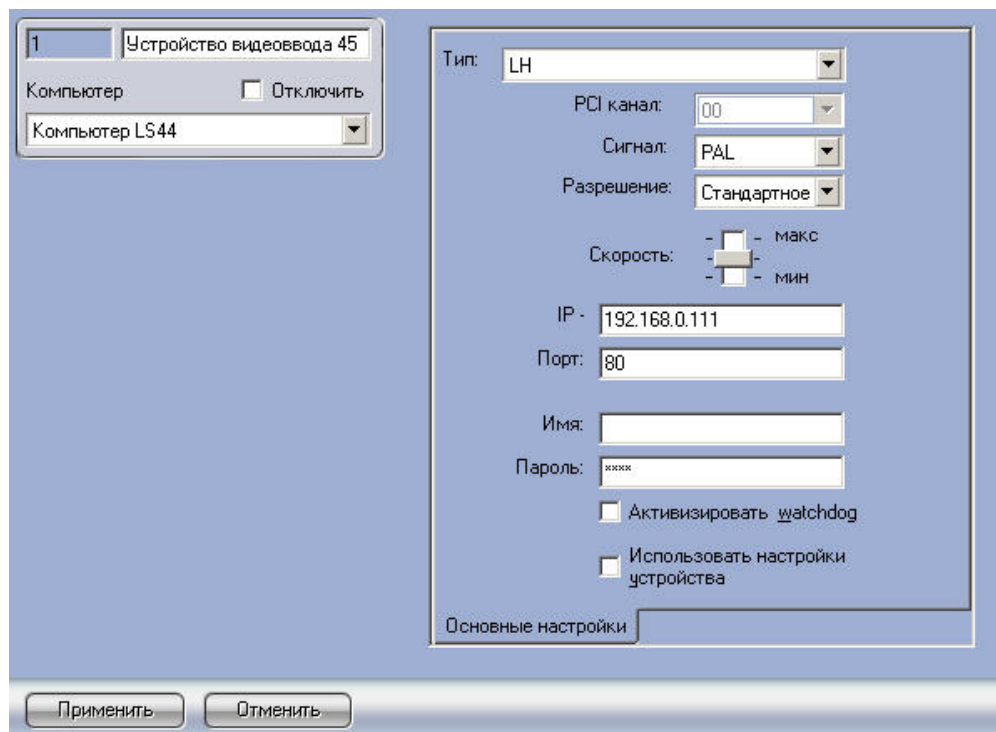 1 Устройство видеоввода 45
Компьютер Отключить
Компьютер LS44
Тип: LH
PCI канал: 00
Сигнал: PAL
Разрешение: Стандартное
- - макс
Скорость: - -
- - мин
IP - 192.168.0.111
Порт: 80
Имя:
Пароль: ****
Активизировать watchdog
Использовать настройки
устройства
Основные настройки
Применить Отменить